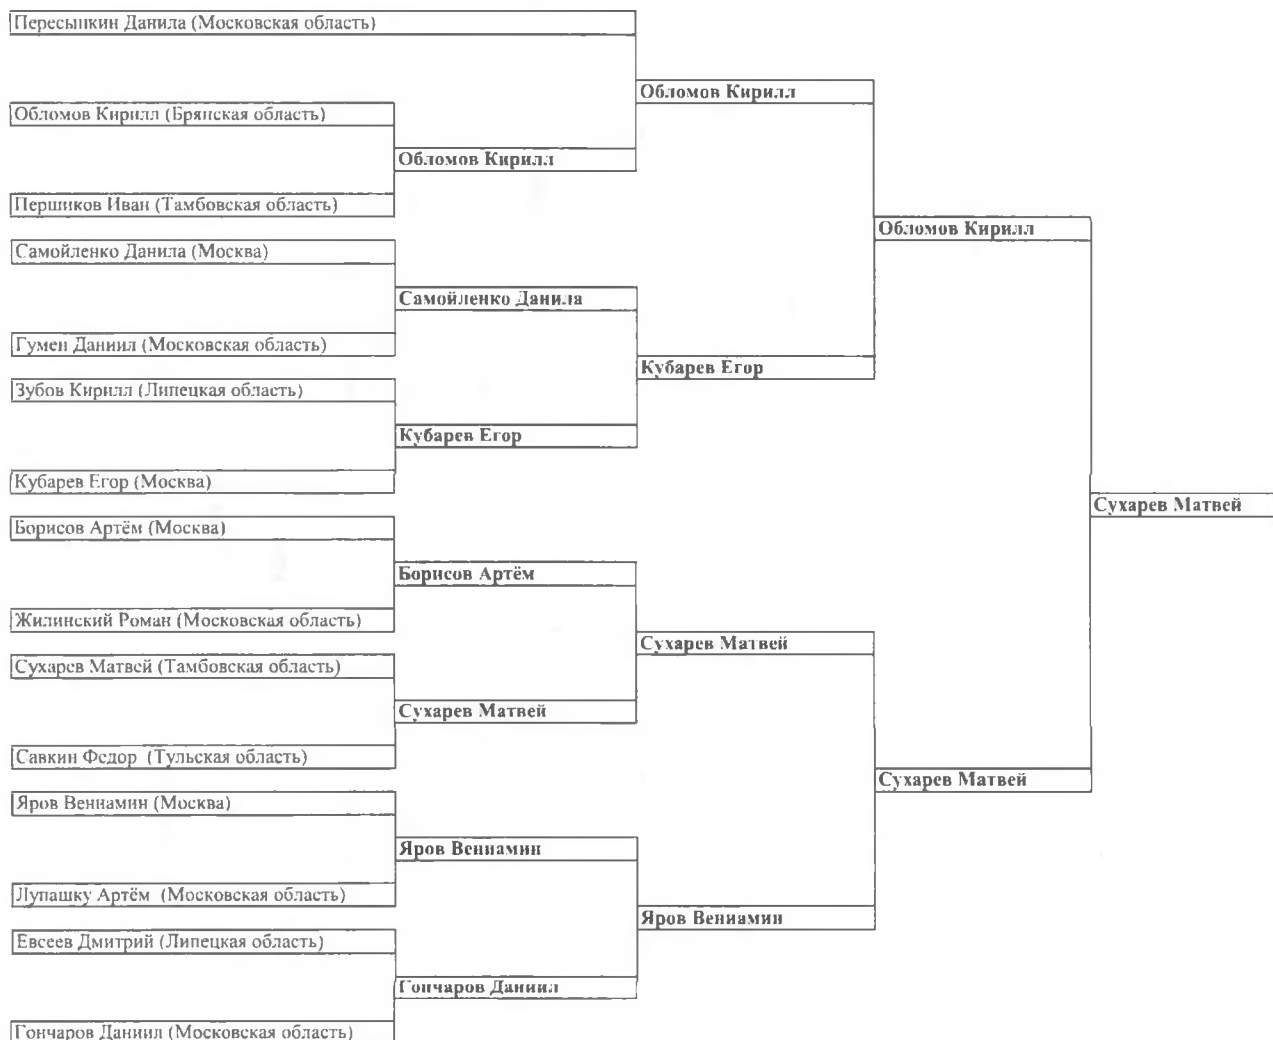 Пересыпкин Данила (Московская область)
Обломов Кирилл
Обломов Кирилл (Брянская область)
Обломов Кирилл
Першиков Иван (Тамбовская область)
Обломов Кирилл
Самойленко Данила (Москва)
Самойленко Данила
Гумен Даниил (Московская область)
Кубарев Егор
Зубов Кирилл (Липецкая область)
Кубарев Егор
Кубарев Егор (Москва)
Сухарев Матвей
Борисов Артём (Москва)
Борисов Артём
Жилинский Роман (Московская область)
Сухарев Матвей
Сухарев Матвей (Тамбовская область)
Сухарев Матвей
Савкин Федор (Тульская область)
Сухарев Матвей
Яров Вениамин (Москва)
Яров Вениамин
Лупашку Артём (Московская область)
Яров Вениамин
Евсеев Дмитрий (Липецкая область)
Гончаров Даниил
Гончаров Даниил (Московская область)